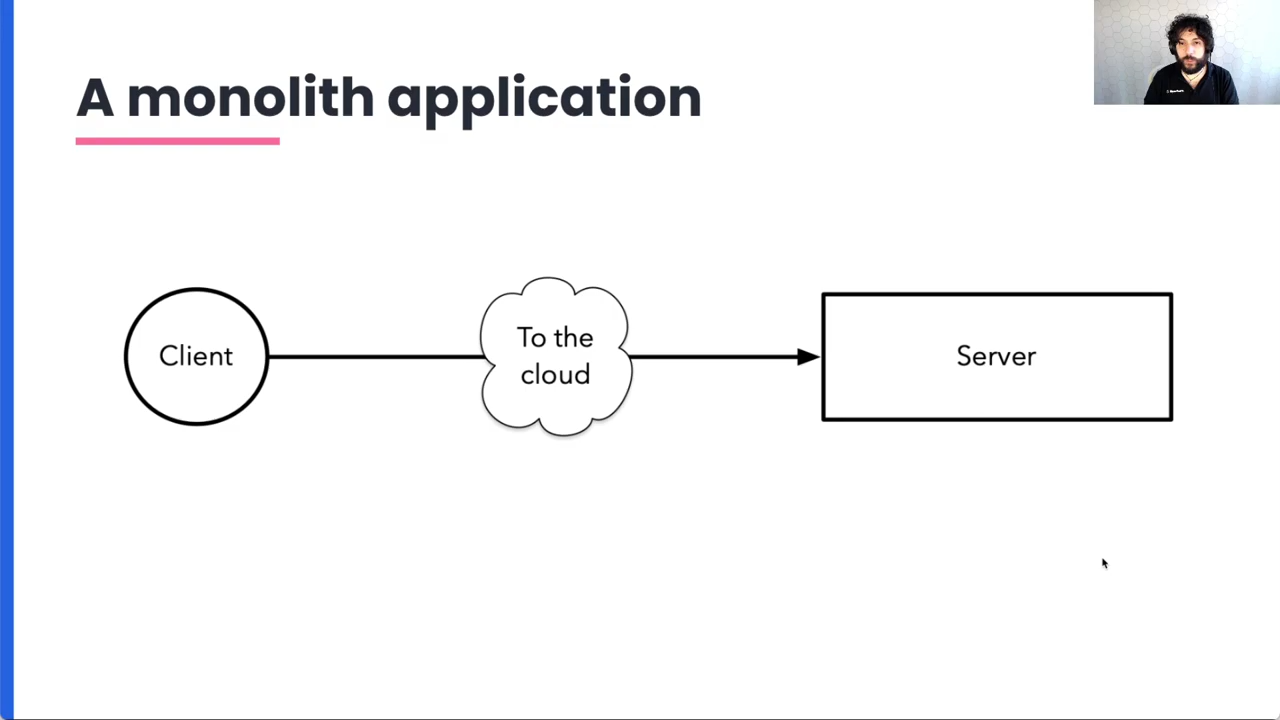 A monolith application
Client
To the
cloud
Server